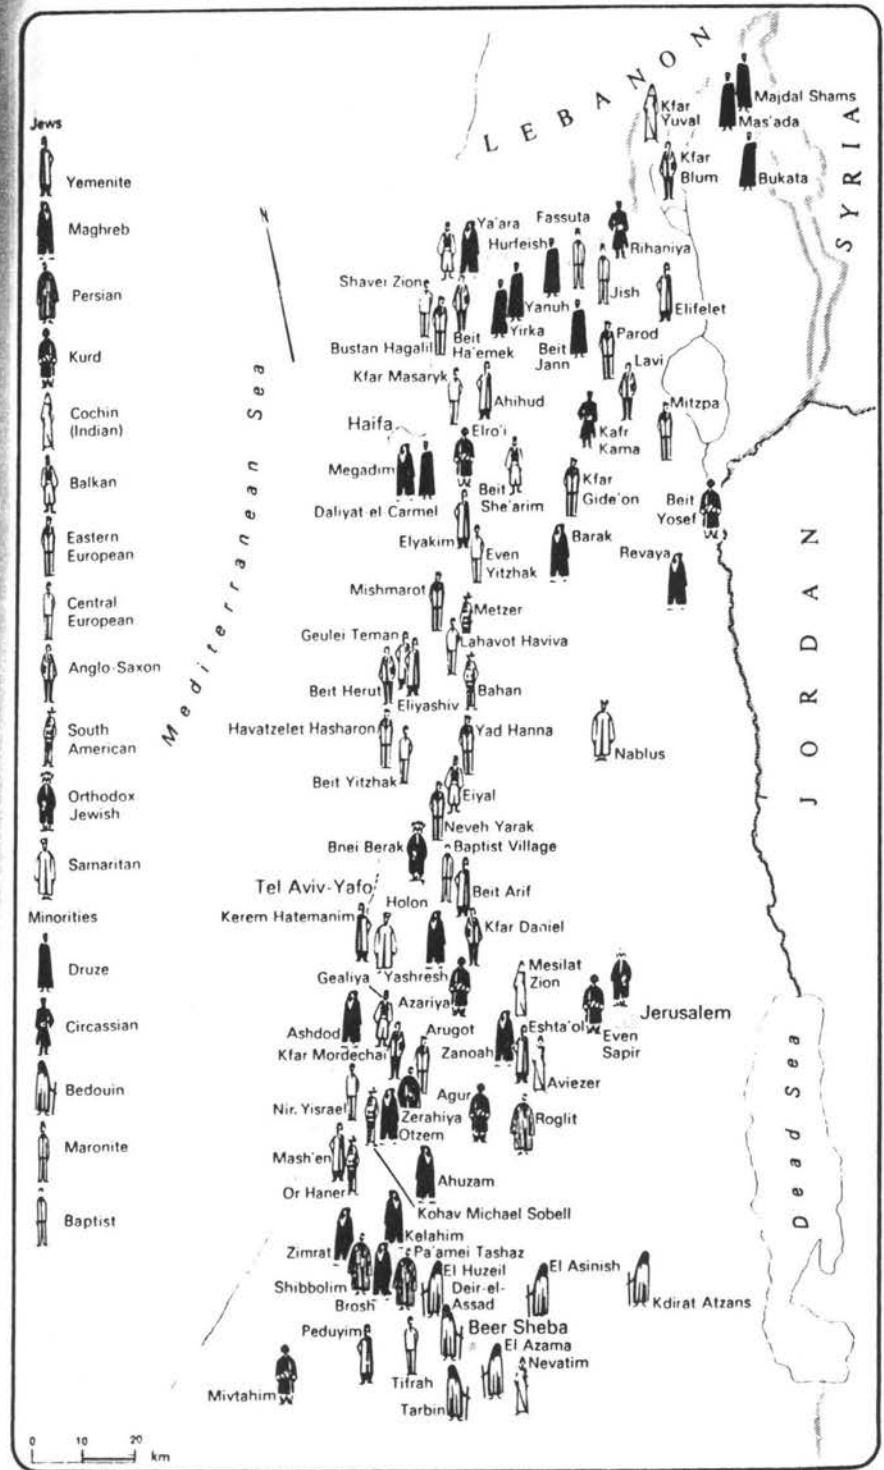 LEBANON
SYRIA
JORDAN
Mediterranean Sea
Dead Sea
N
Jews
Yemenite
Maghreb
Persian
Kurd
Cochin
(Indian)
Balkan
Eastern
European
Central
European
Anglo-Saxon
South
American
Orthodox
Jewish
Samaritan
Minorities
Druze
Circassian
Bedouin
Maronite
Baptist
Majdal Shams
Kfar
Yuval
Mas'ada
Kfar
Blum
Bukata
Ya'ara
Fassuta
Hurfeish
Rihaniya
Shavei Zion
Jish
Yanuh
Elifelet
Yirka
Bustan Hagalil
Beit
Ha'emek
Beit
Jann
Parod
Lavi
Kfar Masaryk
Ahihud
Mitzpa
Haifa
Elro'i
Kafr
Kama
Megadim
Beit
She'arim
Kfar
Gide'on
Beit
Yosef
Daliyat-el-Carmel
Elyakim
Even
Yitzhak
Barak
Revaya
Mishmarot
Metzer
Geulei Teman
Lahavot Haviva
Beit Herut
Bahan
Eliyashiv
Havatzelet Hasharon
Yad Hanna
Nablus
Beit Yitzhak
Eiyal
Neveh Yarak
Bnei Berak
Baptist Village
Tel Aviv-Yafo
Beit Arif
Holon
Kerem Hatemanim
Kfar Daniel
Gealiya
Yashresh
Mesilat
Zion
Azariya
Jerusalem
Ashdod
Arugot
Eshta'ol
Even
Sapir
Kfar Mordechai
Zanoah
Aviezer
Nir. Yisrael
Agur
Zerahiya
Roglit
Otzem
Mash'en
Ahuzam
Or Haner
Kohav Michael Sobell
Kelahim
Zimrat
Pa'amei Tashaz
Shibbolim
El Huzeil
El Asinish
Deir-el-
Assad
Brosh
Kdirat Atzans
Peduyim
Beer Sheba
El Azama
Nevatim
Tifrah
Mivtahim
Tarbin
0 10 20
km